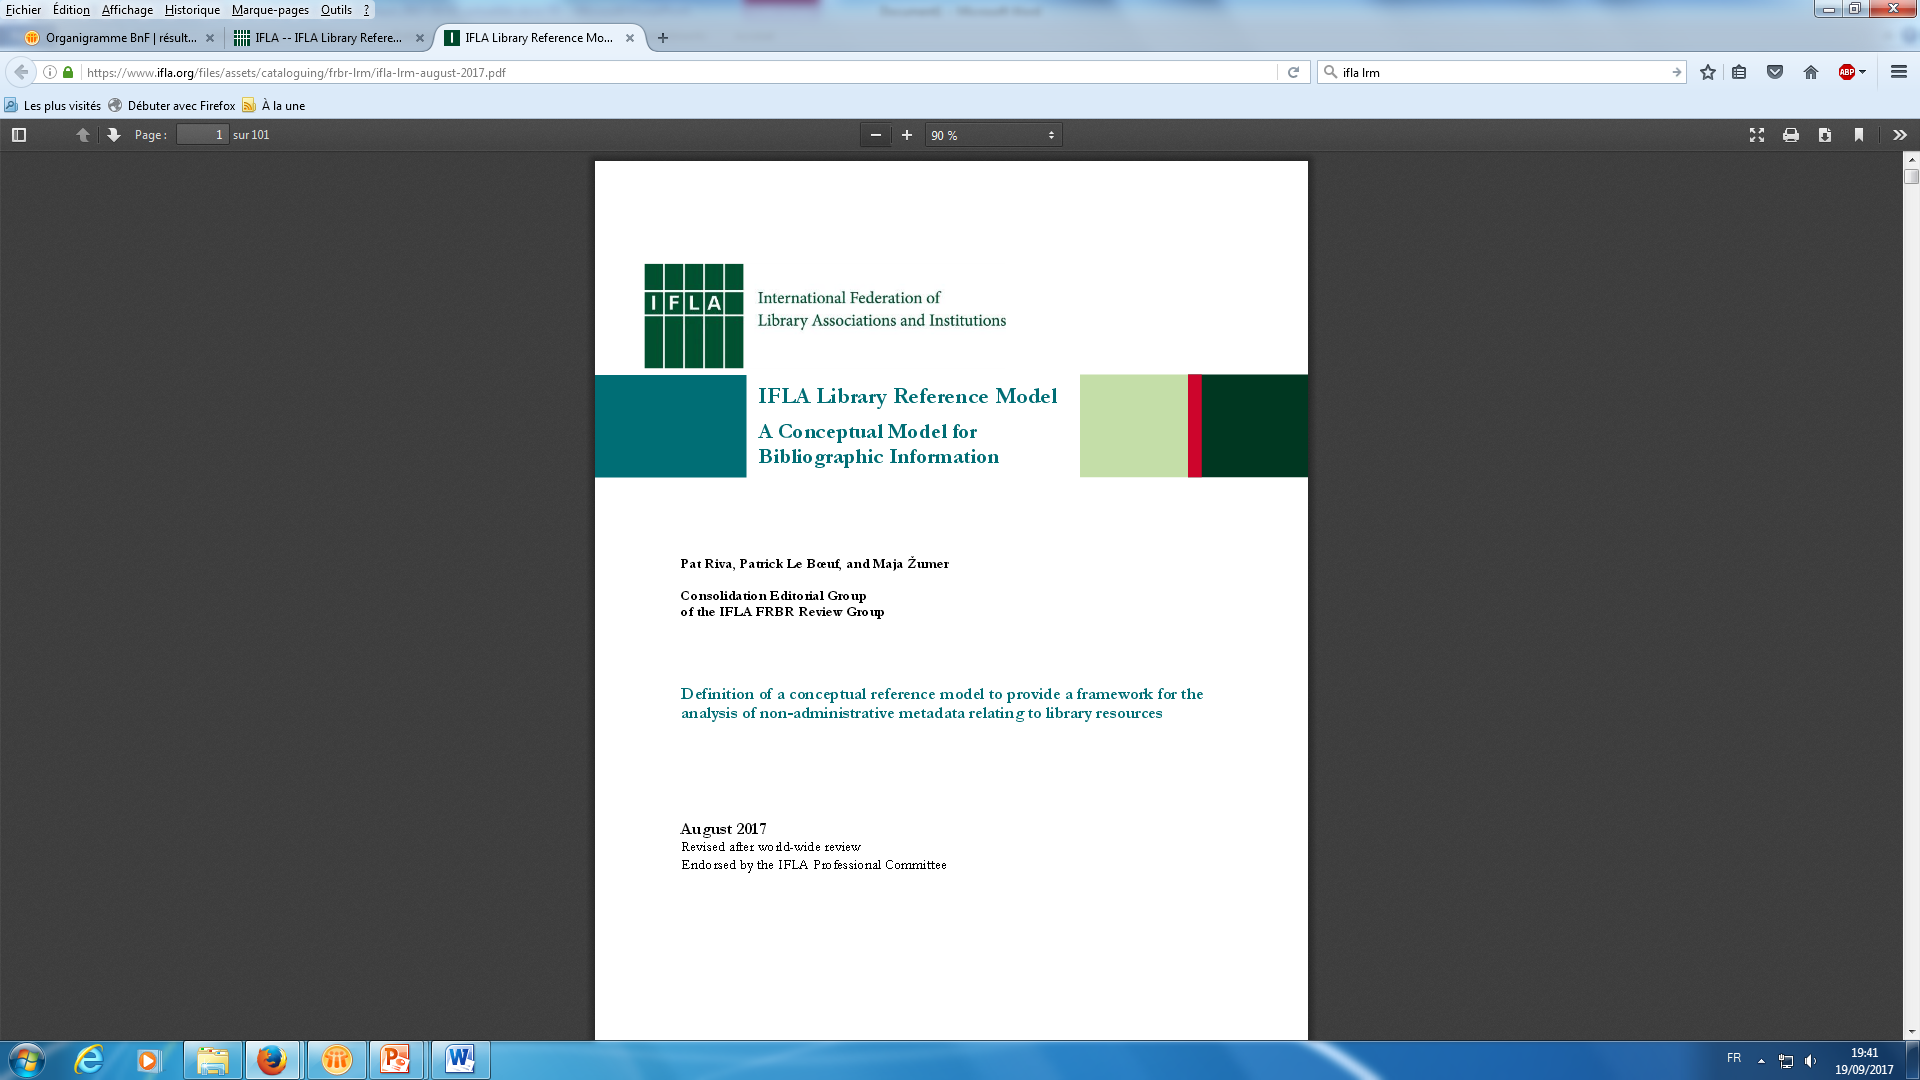 Fichier Édition Affichage Historique Marque-pages Outils ?
Organigramme BnF | résult... IFLA -- IFLA Library Refere... IFLA Library Reference Mo...
https://www.ifla.org/files/assets/cataloguing/frbr-lrm/ifla-lrm-august-2017.pdf ifla lrm ABP
Les plus visités Débuter avec Firefox À la une
Page : 1 sur 101 90 %
IFLA
International Federation of
Library Associations and Institutions
IFLA Library Reference Model
A Conceptual Model for
Bibliographic Information
Pat Riva, Patrick Le Bœuf, and Maja Žumer
Consolidation Editorial Group
of the IFLA FRBR Review Group
Definition of a conceptual reference model to provide a framework for the
analysis of non-administrative metadata relating to library resources
August 2017
Revised after world-wide review
Endorsed by the IFLA Professional Committee
FR 19:41
19/09/2017